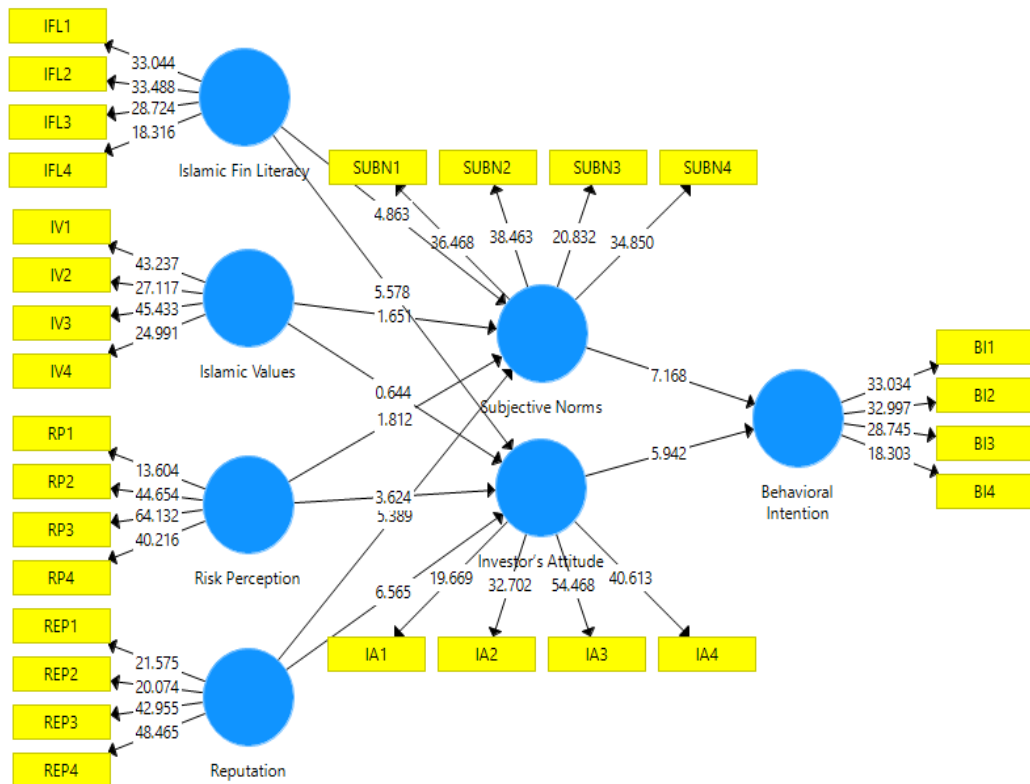 IFL1
IFL2
IFL3
IFL4
33.044
33.488
28.724
18.316
Islamic Fin Literacy
SUBN1
SUBN2
SUBN3
SUBN4
4.863
36.468
38.463
20.832
34.850
IV1
IV2
IV3
IV4
43.237
27.117
45.433
24.991
Islamic Values
5.578
1.651
0.644
1.812
Subjective Norms
7.168
5.942
Behavioral
Intention
33.034
32.997
28.745
18.303
BI1
BI2
BI3
BI4
RP1
RP2
RP3
RP4
13.604
44.654
64.132
40.216
Risk Perception
3.624
5.389
6.565
Investor's Attitude
19.669
32.702
54.468
40.613
IA1
IA2
IA3
IA4
REP1
REP2
REP3
REP4
21.575
20.074
42.955
48.465
Reputation